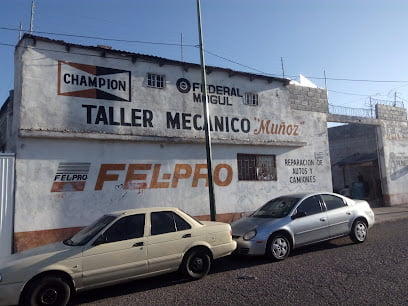 CHAMPION
FEDERAL
MOGUL
TALLER MECANICO "Muñoz"
FELPRO
FEL-PRO
REPARACION DE
AUTOS Y
CAMIONES